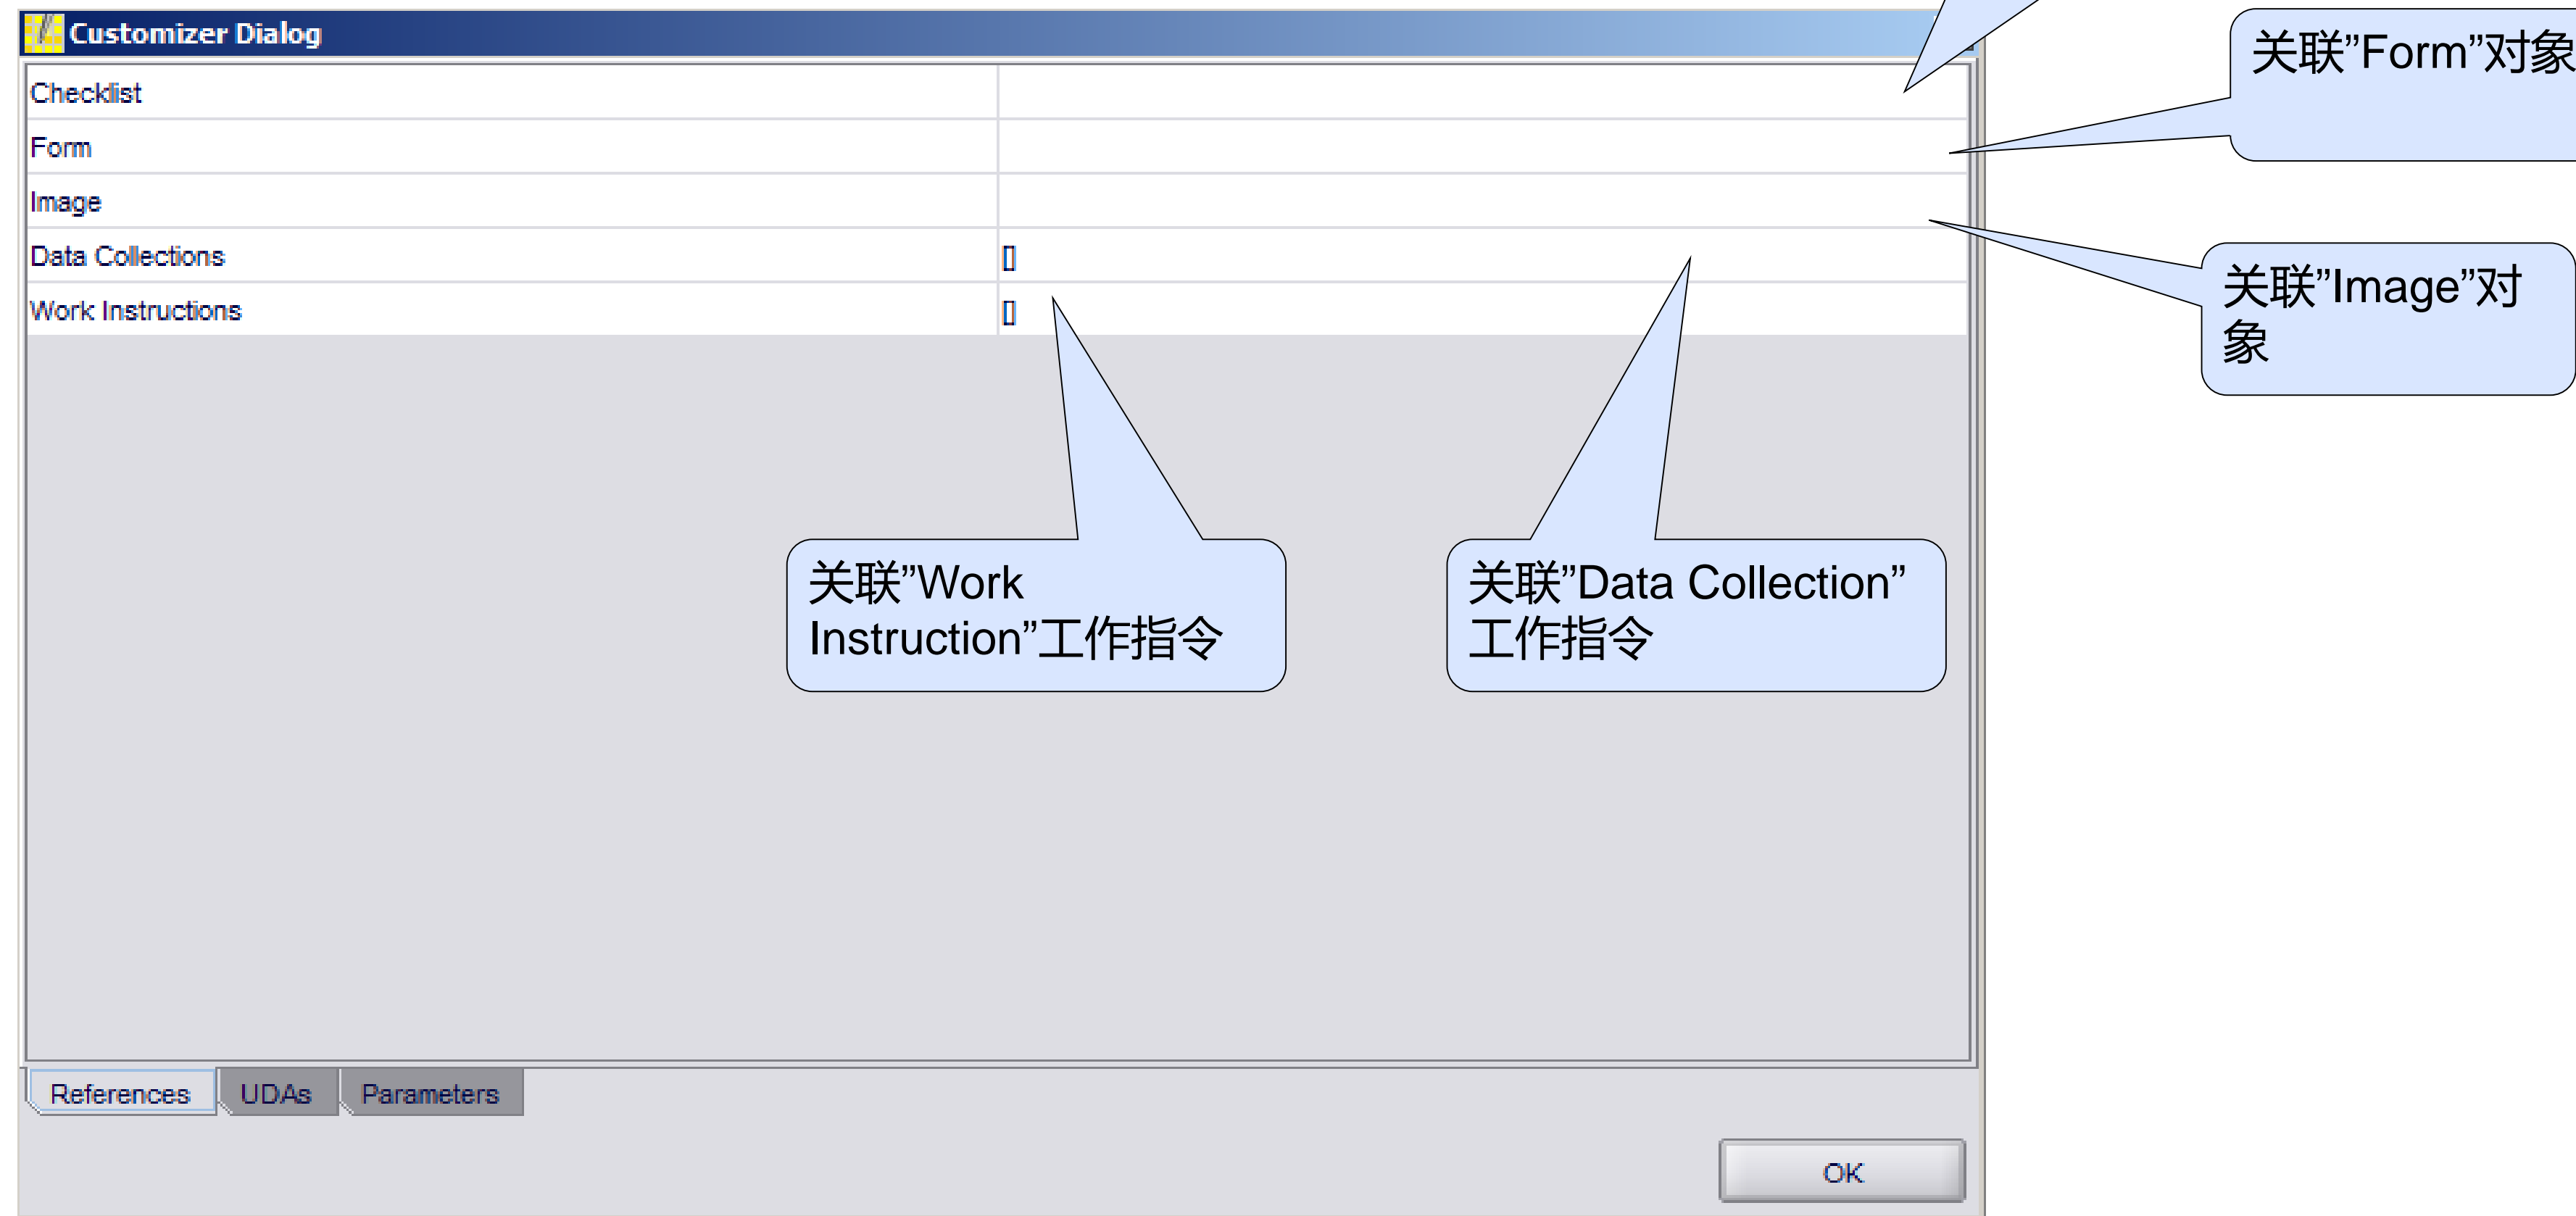 Customizer Dialog
关联”Form”对象
Checklist
Form
Image
Data Collections []
关联”Image”对
象
Work Instructions []
关联”Work
Instruction”工作指令
关联”Data Collection”
工作指令
References UDAs Parameters
OK